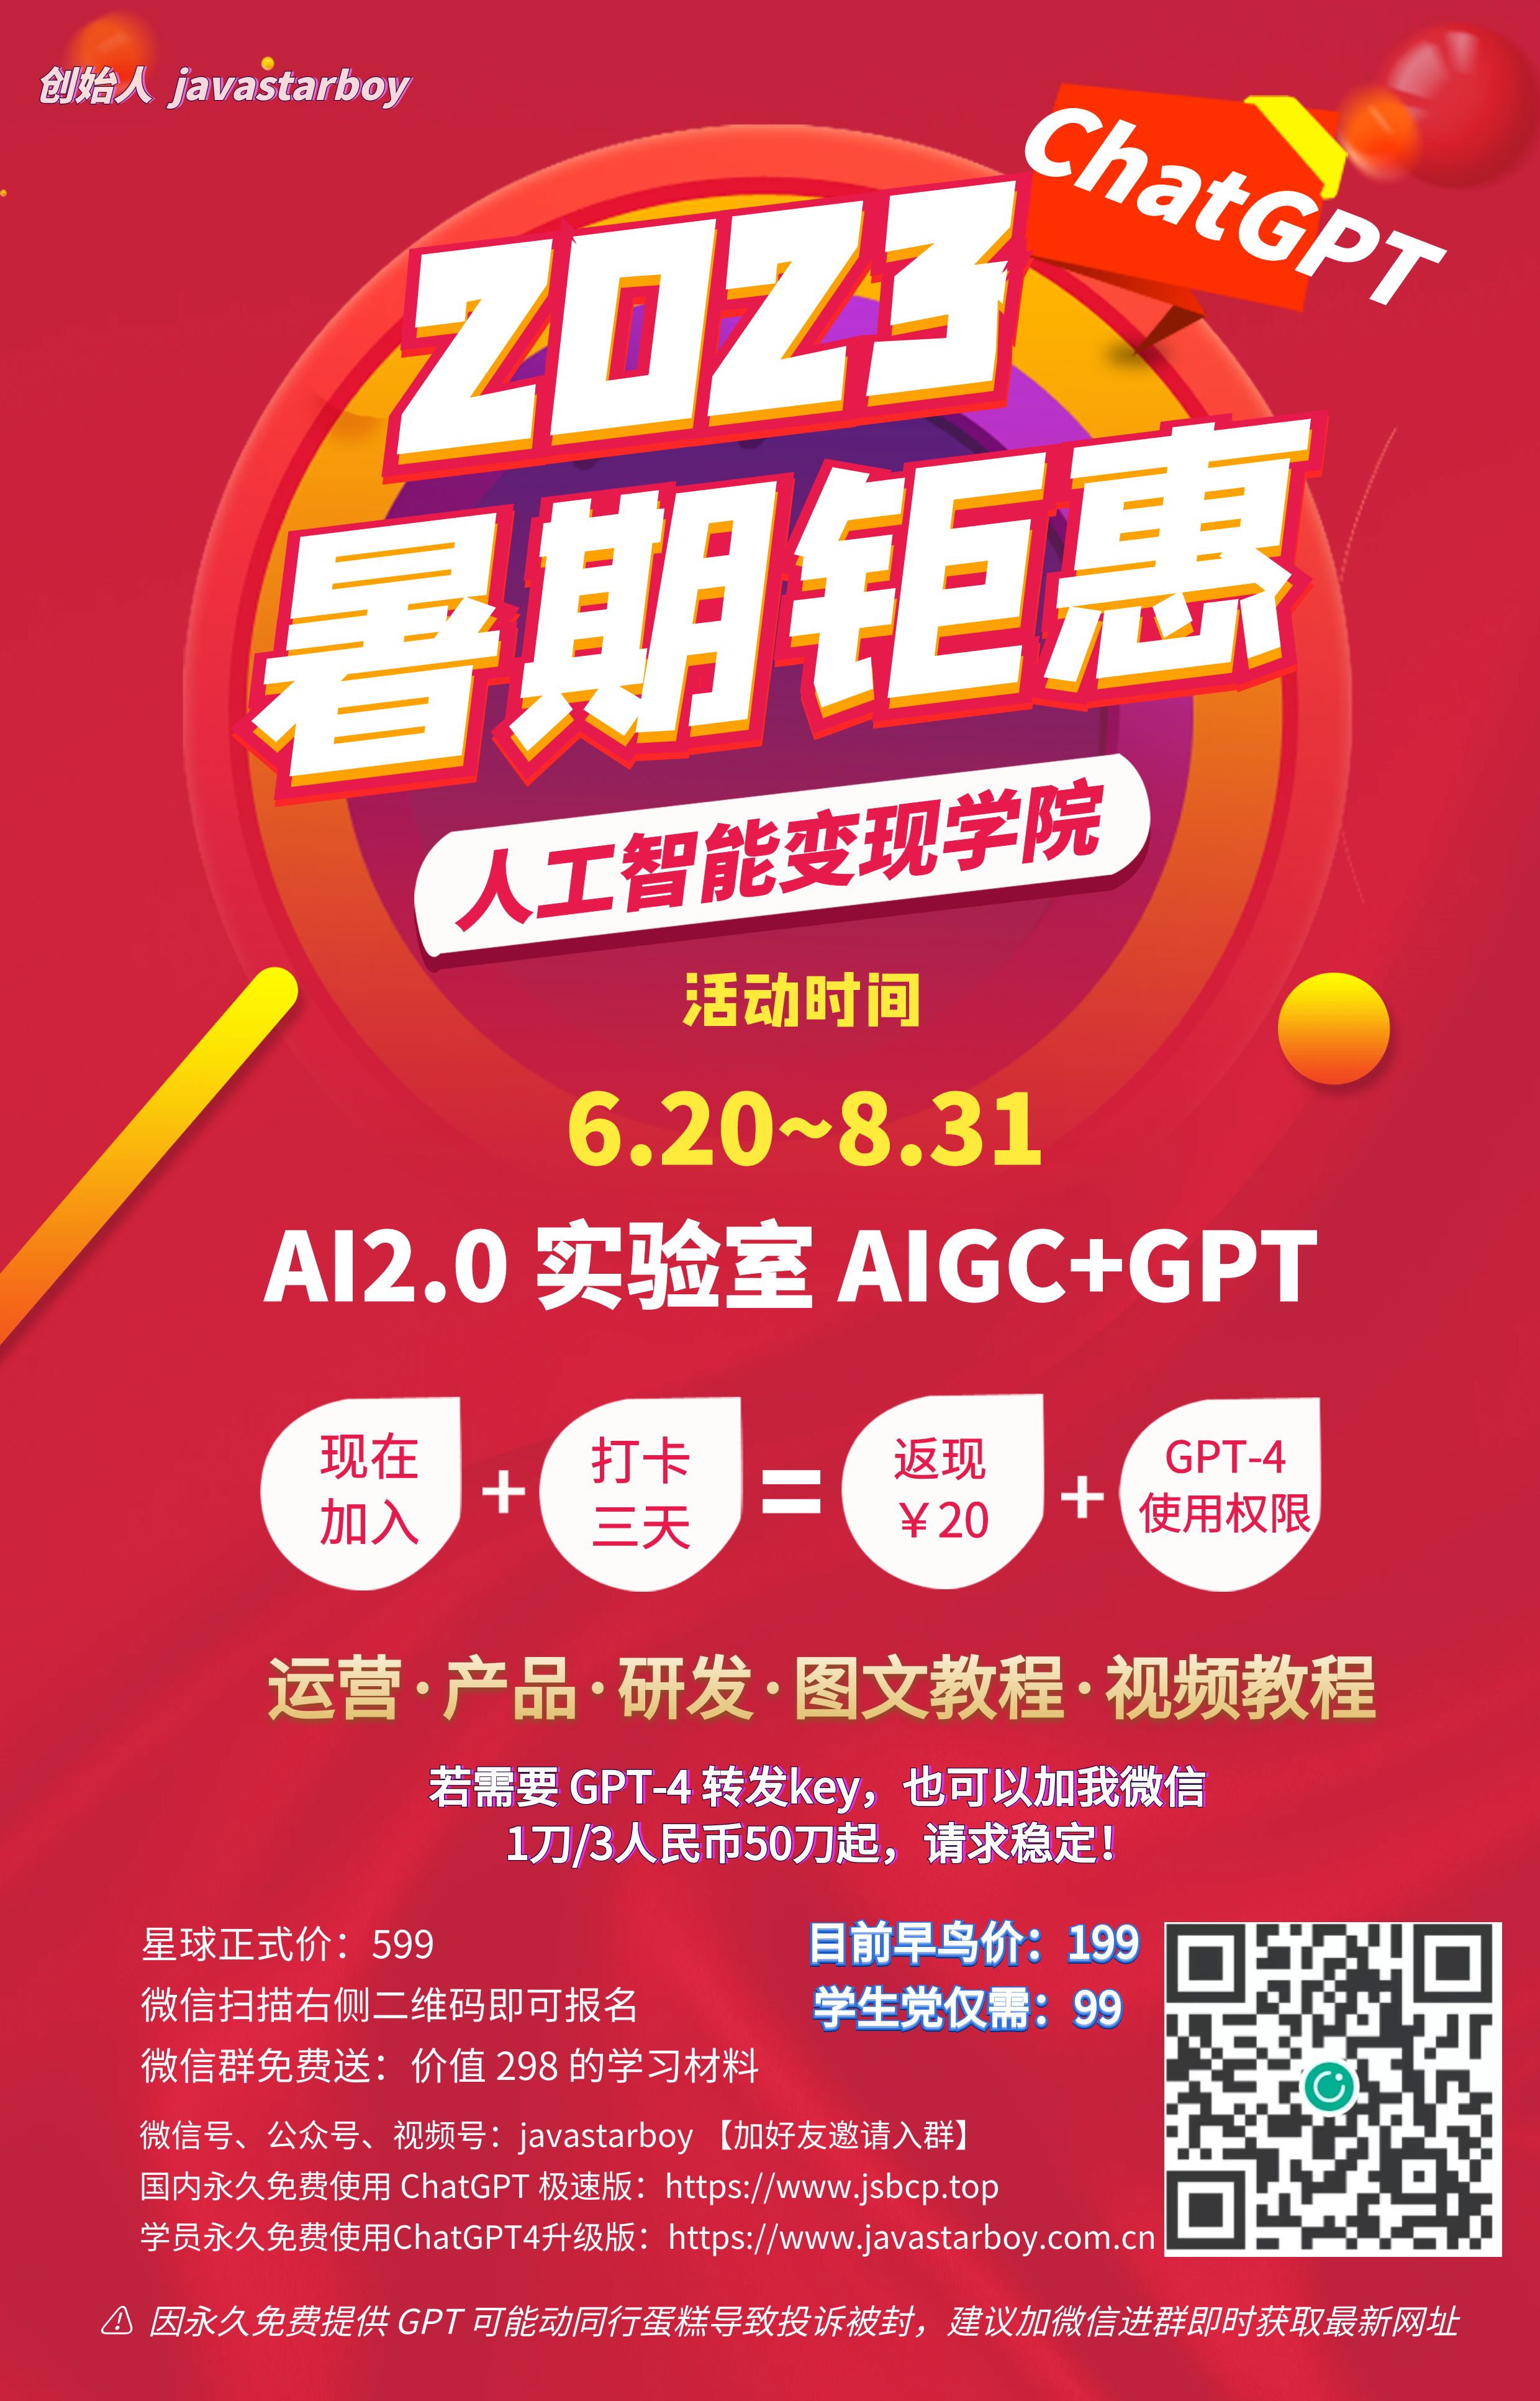 创始人 javastarboy
ChatGPT
2023
暑期钜惠
人工智能变现学院
活动时间
6.20~8.31
AI2.0 实验室 AIGC+GPT
现在
加入
+
打卡
三天
=
返现
￥20
+
GPT-4
使用权限
运营·产品·研发·图文教程·视频教程
若需要 GPT-4 转发key，也可以加我微信
1刀/3人民币50刀起，请求稳定！
星球正式价：599
目前早鸟价：199
微信扫描右侧二维码即可报名
学生党仅需：99
微信群免费送：价值 298 的学习材料
微信号、公众号、视频号：javastarboy 【加好友邀请入群】
国内永久免费使用 ChatGPT 极速版：https://www.jsbcp.top
学员永久免费使用ChatGPT4升级版：https://www.javastarboy.com.cn
⚠ 因永久免费提供 GPT 可能动同行蛋糕导致投诉被封，建议加微信进群即时获取最新网址